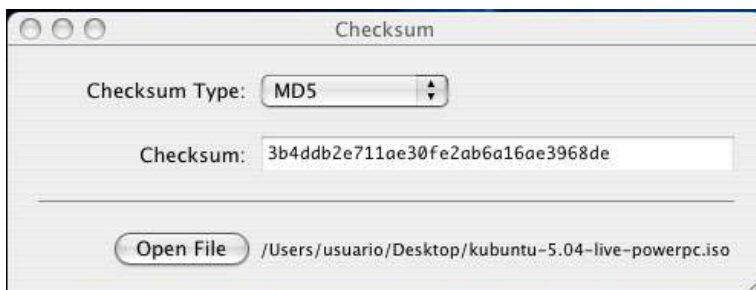 Checksum
Checksum Type: MD5
Checksum: 3b4ddb2e711ae30fe2ab6a16ae3968de
Open File /Users/usuario/Desktop/kubuntu-5.04-live-powerpc.iso